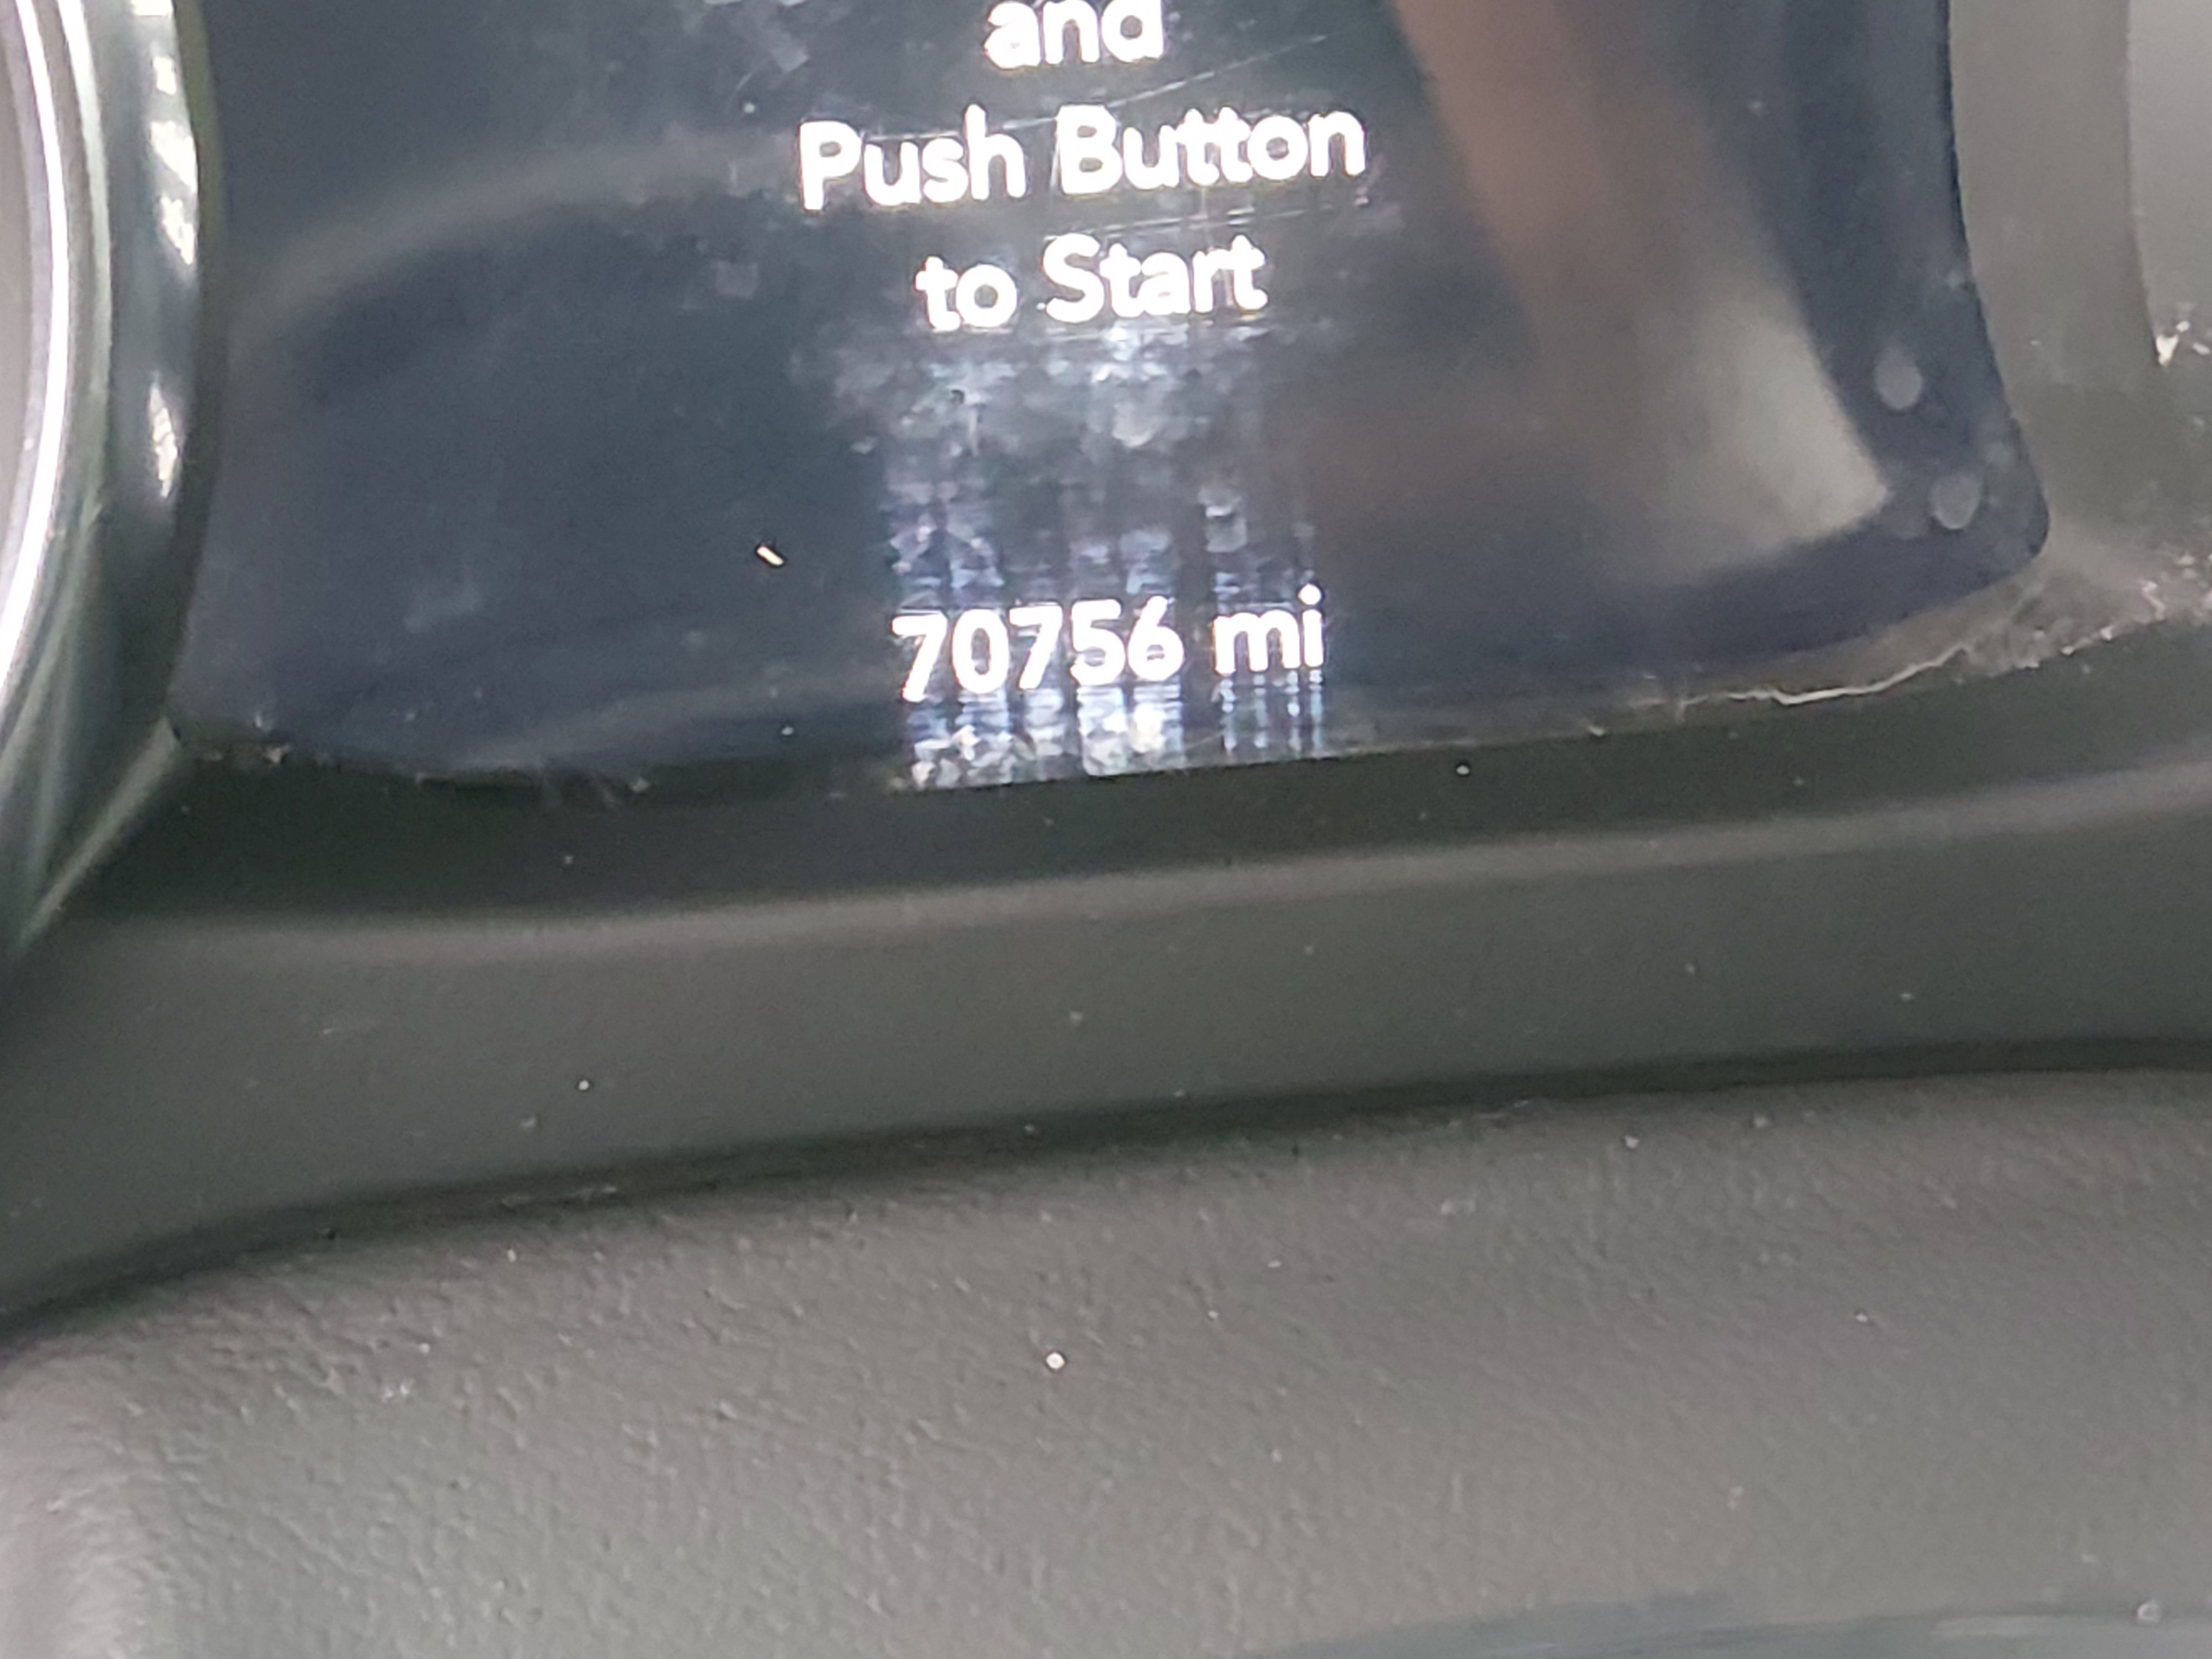 and
Push Button
to Start
70756 mi